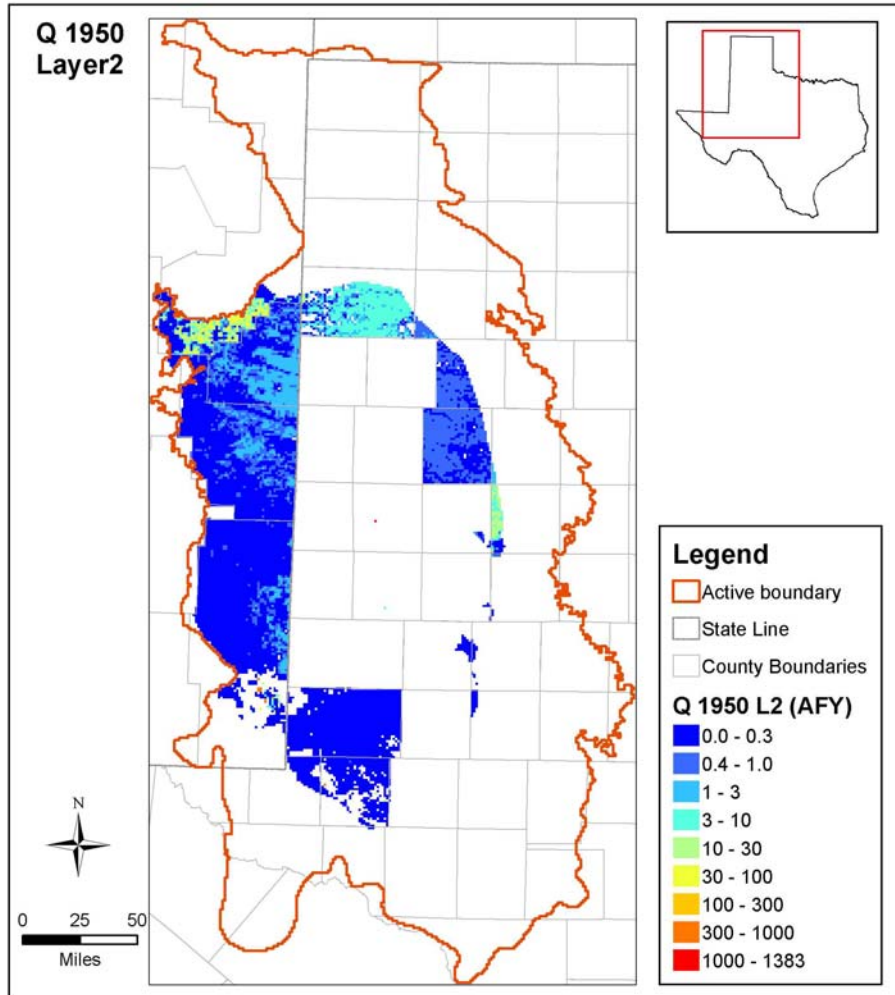 Q 1950
Layer2
Legend
Active boundary
State Line
County Boundaries
Q 1950 L2 (AFY)
0.0 - 0.3
0.4 - 1.0
1 - 3
3 - 10
10 - 30
30 - 100
100 - 300
300 - 1000
1000 - 1383
N
0 25 50
Miles